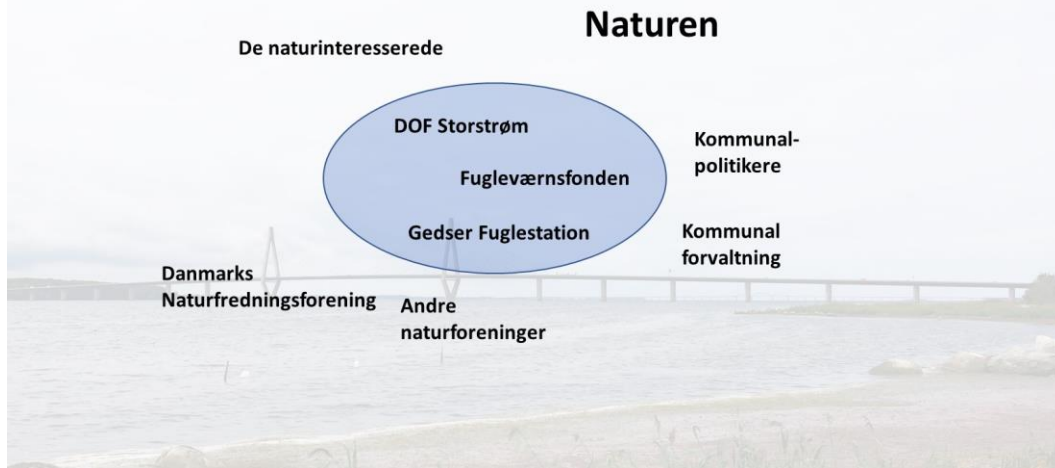 Naturen
De naturinteresserede
DOF Storstrøm
Kommunal-
politikere
Fugleværnsfonden
Gedser Fuglestation
Kommunal
forvaltning
Danmarks
Naturfredningsforening
Andre
naturforeninger